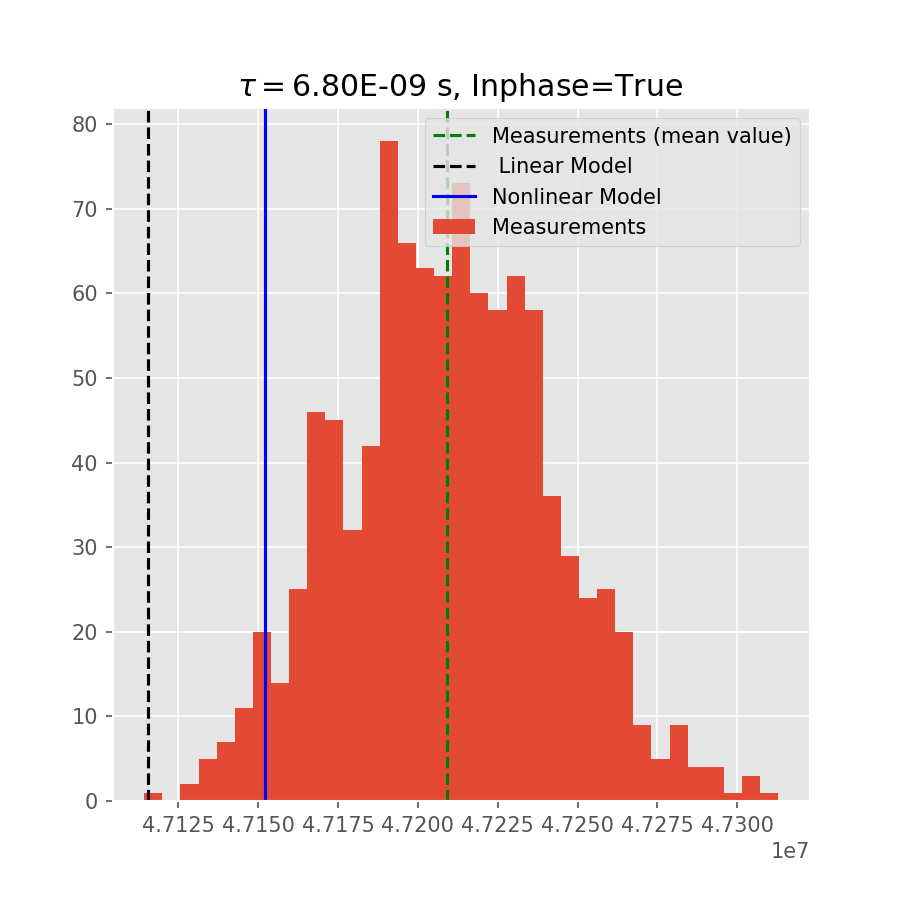 τ = 6.80E-09 s, Inphase=True
Measurements (mean value)
Linear Model
Nonlinear Model
Measurements
80
70
60
50
40
30
20
10
0
4.7125 4.7150 4.7175 4.7200 4.7225 4.7250 4.7275 4.7300
1e7